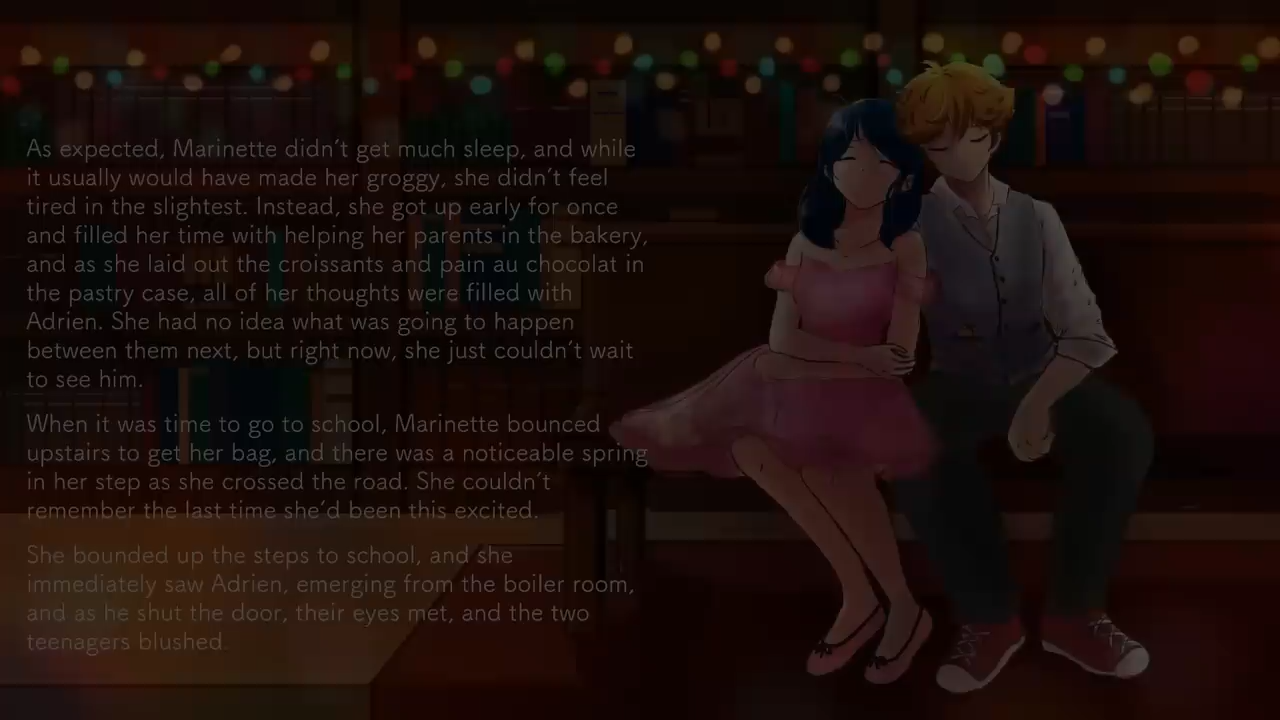 As expected, Marinette didn't get much sleep, and while
it usually would have made her groggy, she didn't feel
tired in the slightest. Instead, she got up early for once
and filled her time with helping her parents in the bakery,
and as she laid out the croissants and pain au chocolat in
the pastry case, all of her thoughts were filled with
Adrien. She had no idea what was going to happen
between them next, but right now, she just couldn't wait
to see him.
When it was time to go to school, Marinette bounced
upstairs to get her bag, and there was a noticeable spring
in her step as she crossed the road. She couldn't
remember the last time she'd been this excited.
She bounded up the steps to school, and she
immediately saw Adrien, emerging from the boiler room,
and as he shut the door, their eyes met, and the two
teenagers blushed.